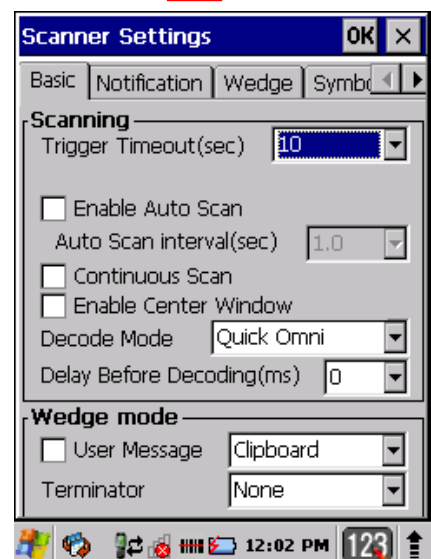 Scanner Settings OK
Basic Notification Wedge Symbo
Scanning
Trigger Timeout(sec) 10
Enable Auto Scan
Auto Scan interval(sec) 1.0
Continuous Scan
Enable Center Window
Decode Mode Quick Omni
Delay Before Decoding(ms) 0
Wedge mode
User Message Clipboard
Terminator None
12:02 PM 123